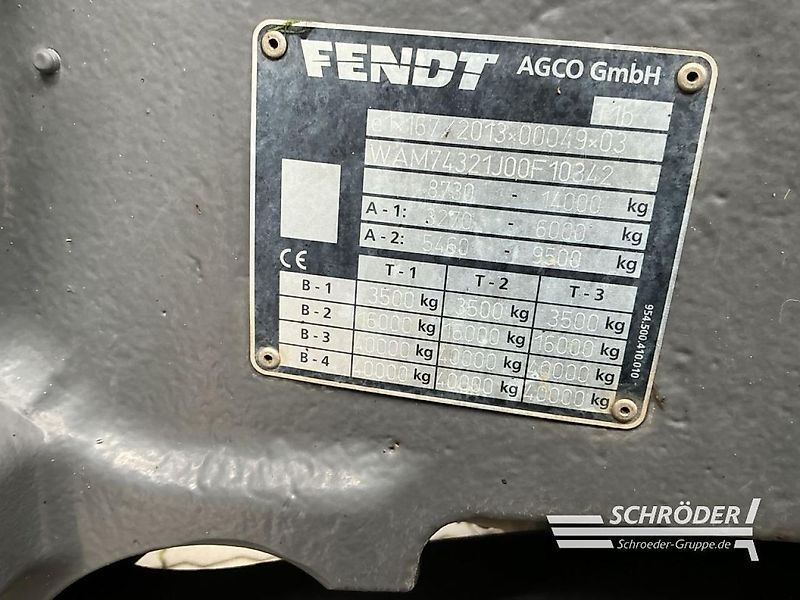 FENDT AGCO GmbH
T1b
e1*167/2013*00049*03
WAM74321J00F10342
8730 - 14000 kg
A - 1: 3270 - 6000 kg
A - 2: 5460 - 9500 kg
CE
T - 1 T - 2 T - 3
B - 1 3500 kg 3500 kg 3500 kg
B - 2 16000 kg 16000 kg 16000 kg
B - 3 40000 kg 40000 kg 40000 kg
B - 4 40000 kg 40000 kg 40000 kg
954.500.410.010
SCHRÖDER
Schroeder-Gruppe.de